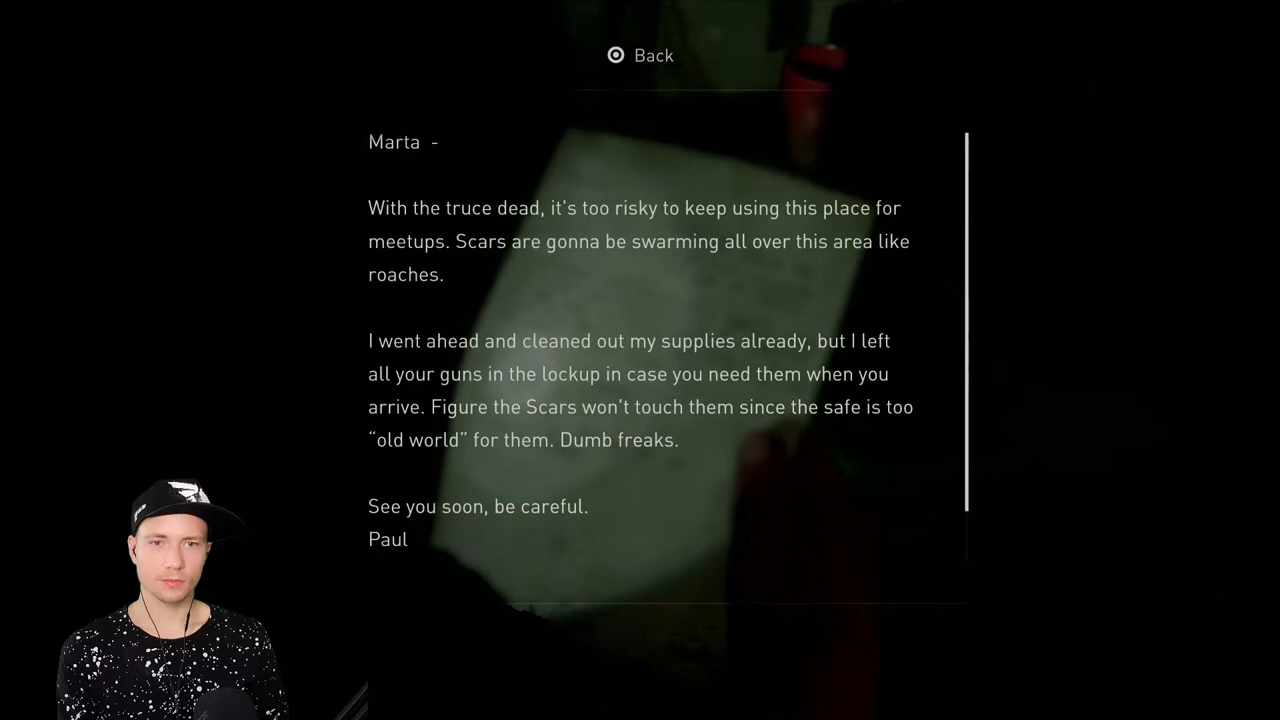 Back
Marta -
With the truce dead, it's too risky to keep using this place for
meetups. Scars are gonna be swarming all over this area like
roaches.
I went ahead and cleaned out my supplies already, but I left
all your guns in the lockup in case you need them when you
arrive. Figure the Scars won't touch them since the safe is too
“old world” for them. Dumb freaks.
See you soon, be careful.
Paul